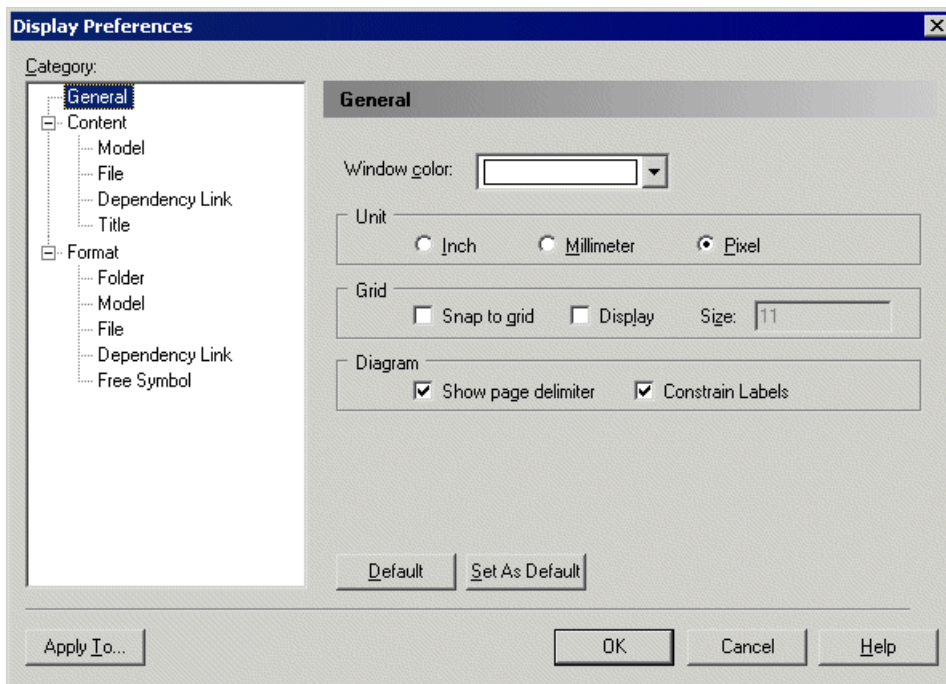 Display Preferences
Category:
General
Content
Model
File
Dependency Link
Title
Format
Folder
Model
File
Dependency Link
Free Symbol
General
Window color:
Unit
Inch Millimeter Pixel
Grid
Snap to grid Display Size: 11
Diagram
Show page delimiter Constrain Labels
Default Set As Default
Apply To... OK Cancel Help